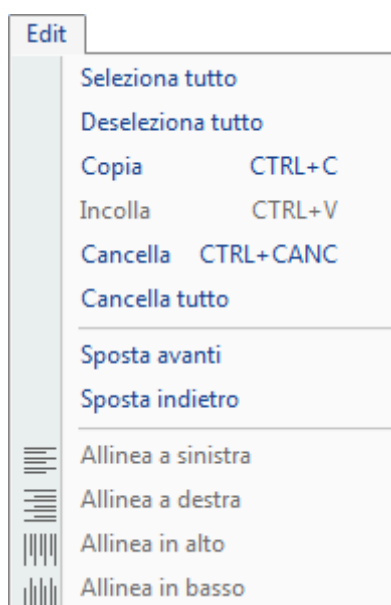 Edit
Seleziona tutto
Deseleziona tutto
Copia CTRL+C
Incolla CTRL+V
Cancella CTRL+CANC
Cancella tutto
Sposta avanti
Sposta indietro
Allinea a sinistra
Allinea a destra
Allinea in alto
Allinea in basso